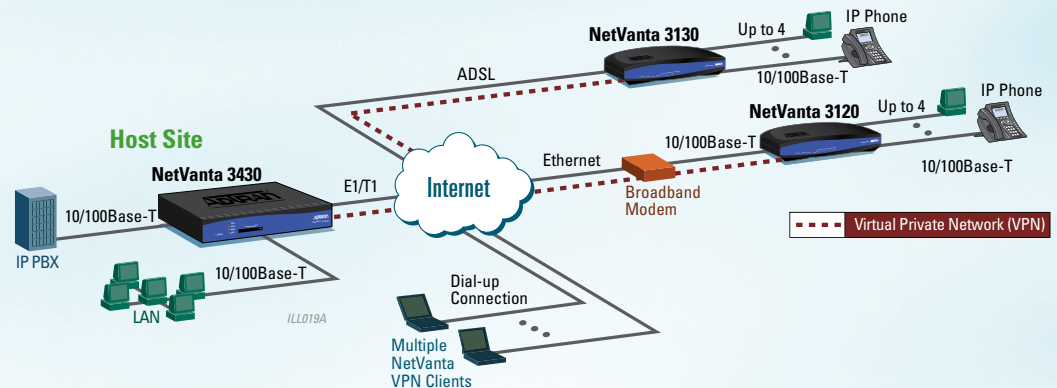 NetVanta 3130
Up to 4
IP Phone
ADSL
10/100Base-T
NetVanta 3120
Up to 4
IP Phone
10/100Base-T
10/100Base-T
Ethernet
Broadband
Modem
Host Site
NetVanta 3430
E1/T1
Internet
Virtual Private Network (VPN)
ADTRAN
10/100Base-T
IP PBX
10/100Base-T
LAN
ILL019A
Dial-up
Connection
Multiple
NetVanta
VPN Clients